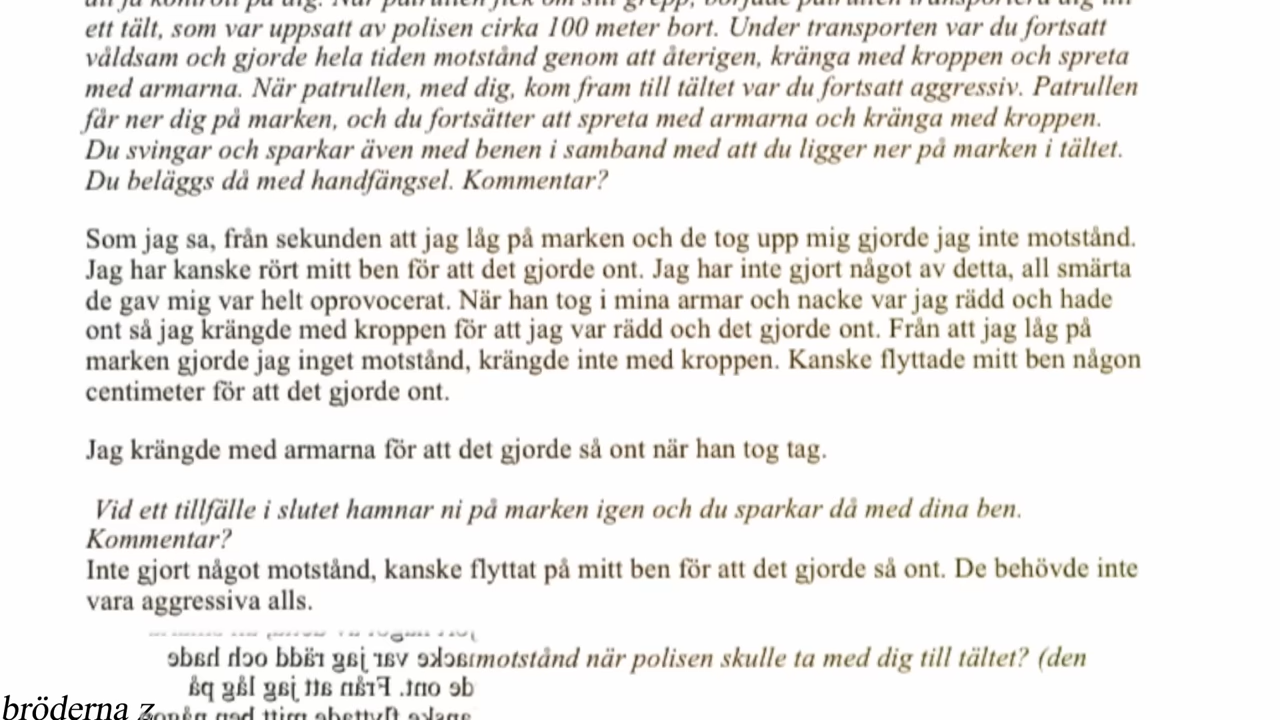 ett tält, som var uppsatt av polisen cirka 100 meter bort. Under transporten var du fortsatt
våldsam och gjorde hela tiden motstånd genom att återigen, kränga med kroppen och spreta
med armarna. När patrullen, med dig, kom fram till tältet var du fortsatt aggressiv. Patrullen
får ner dig på marken, och du fortsätter att spreta med armarna och kränga med kroppen.
Du svingar och sparkar även med benen i samband med att du ligger ner på marken i tältet.
Du beläggs då med handfängsel. Kommentar?
Som jag sa, från sekunden att jag låg på marken och de tog upp mig gjorde jag inte motstånd.
Jag har kanske rört mitt ben för att det gjorde ont. Jag har inte gjort något av detta, all smärta
de gav mig var helt oprovocerat. När han tog i mina armar och nacke var jag rädd och hade
ont så jag krängde med kroppen för att jag var rädd och det gjorde ont. Från att jag låg på
marken gjorde jag inget motstånd, krängde inte med kroppen. Kanske flyttade mitt ben någon
centimeter för att det gjorde ont.
Jag krängde med armarna för att det gjorde så ont när han tog tag.
Vid ett tillfälle i slutet hamnar ni på marken igen och du sparkar då med dina ben.
Kommentar?
Inte gjort något motstånd, kanske flyttat på mitt ben för att det gjorde så ont. De behövde inte
vara aggressiva alls.
motstånd när polisen skulle ta med dig till tältet? (den
bröderna z